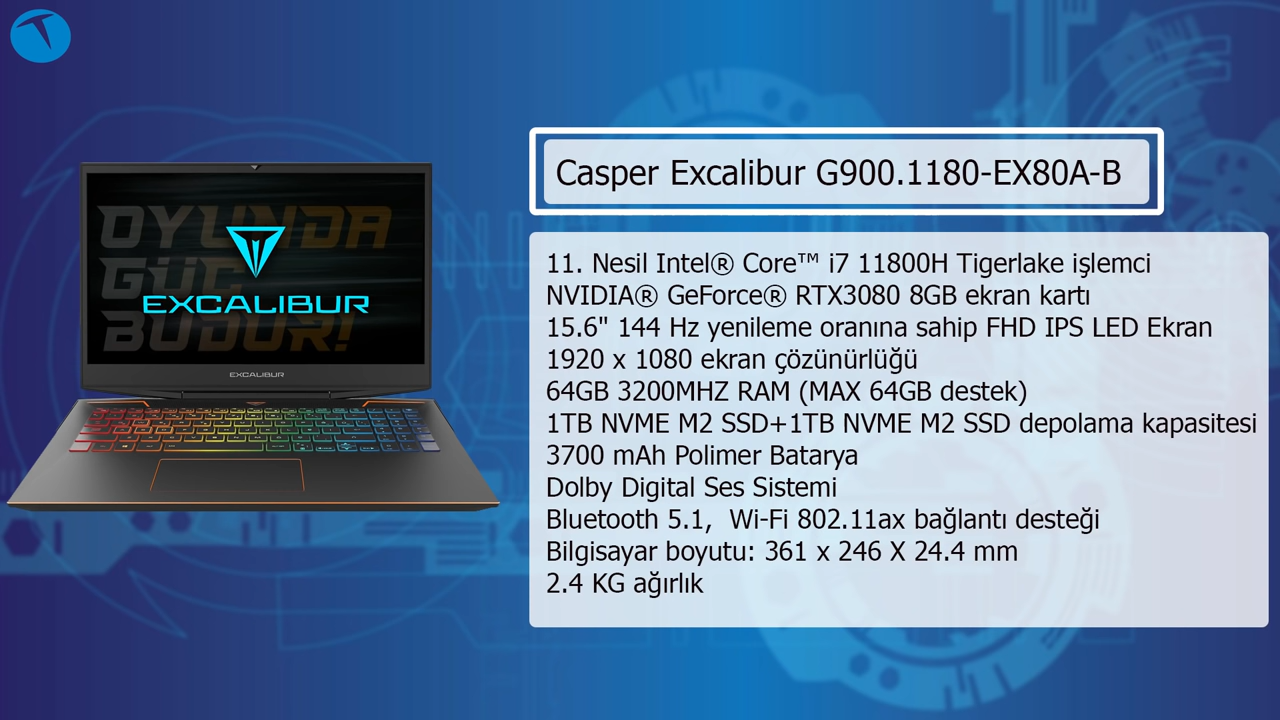 Casper Excalibur G900.1180-EX80A-B
OYUNDA
GÜÇ
BUDUR!
EXCALIBUR
EXCALIBUR
11. Nesil Intel® Core™ i7 11800H Tigerlake işlemci
NVIDIA® GeForce® RTX3080 8GB ekran kartı
15.6" 144 Hz yenileme oranına sahip FHD IPS LED Ekran
1920 x 1080 ekran çözünürlüğü
64GB 3200MHZ RAM (MAX 64GB destek)
1TB NVME M2 SSD+1TB NVME M2 SSD depolama kapasitesi
3700 mAh Polimer Batarya
Dolby Digital Ses Sistemi
Bluetooth 5.1,  Wi-Fi 802.11ax bağlantı desteği
Bilgisayar boyutu: 361 x 246 X 24.4 mm
2.4 KG ağırlık